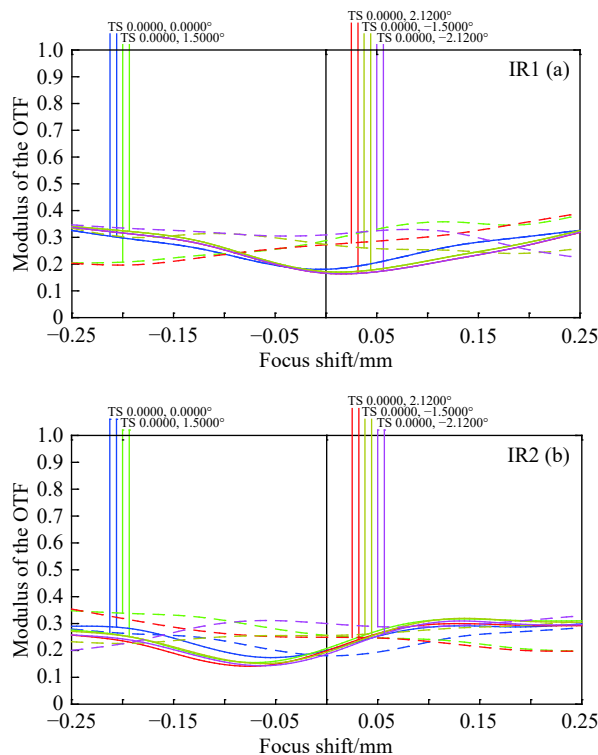 TS 0.0000, 2.1200°
TS 0.0000, 0.0000°
TS 0.0000, −1.5000°
TS 0.0000, 1.5000°
TS 0.0000, −2.1200°
1.0
IR1 (a)
0.9
0.8
0.7
0.6
0.5
0.4
0.3
0.2
0.1
0
Modulus of the OTF
−0.25
−0.15
−0.05
0.05
0.15
0.25
Focus shift/mm
TS 0.0000, 2.1200°
TS 0.0000, 0.0000°
TS 0.0000, −1.5000°
TS 0.0000, 1.5000°
TS 0.0000, −2.1200°
1.0
IR2 (b)
0.9
0.8
0.7
0.6
0.5
0.4
0.3
0.2
0.1
0
Modulus of the OTF
−0.25
−0.15
−0.05
0.05
0.15
0.25
Focus shift/mm